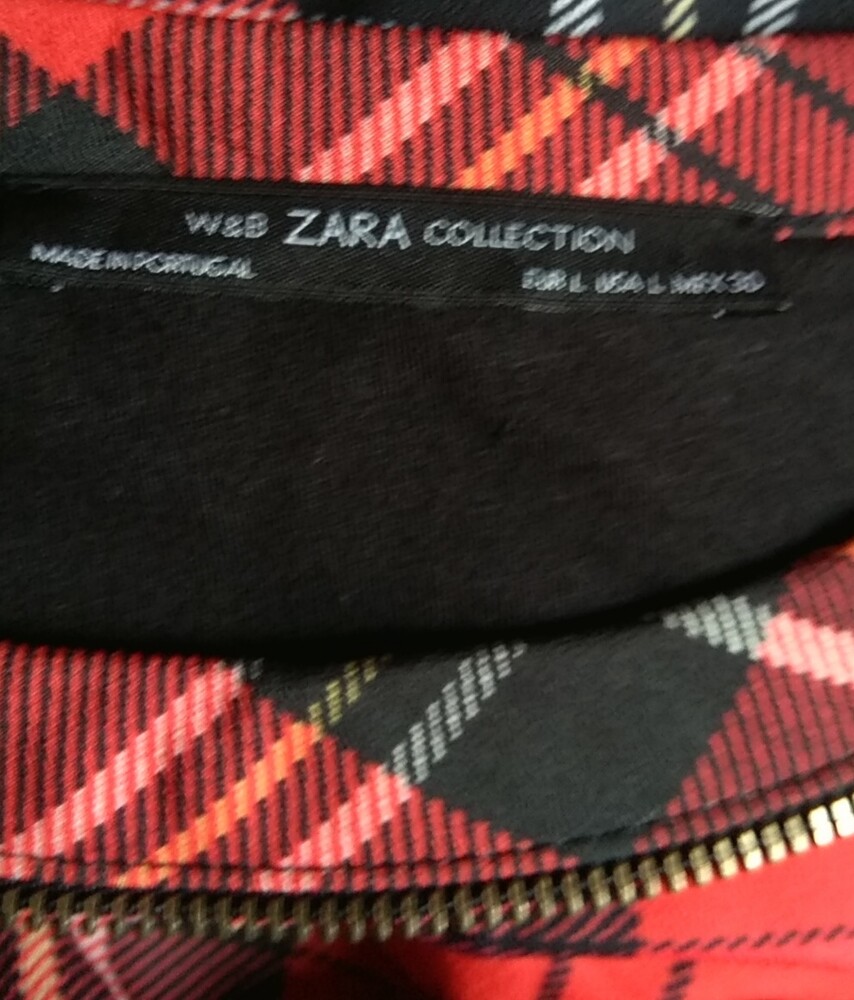 W&B ZARA COLLECTION
MADE IN PORTUGAL
EUR L USA L MEX 30